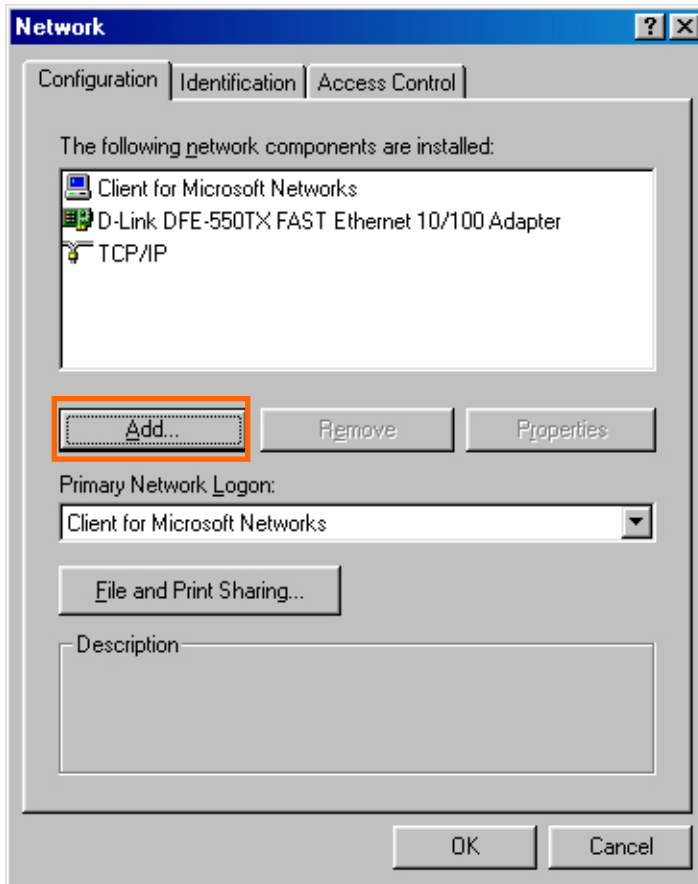 Network
Configuration Identification Access Control
The following network components are installed:
Client for Microsoft Networks
D-Link DFE-550TX FAST Ethernet 10/100 Adapter
TCP/IP
Add... Remove Properties
Primary Network Logon:
Client for Microsoft Networks
File and Print Sharing...
Description
OK Cancel